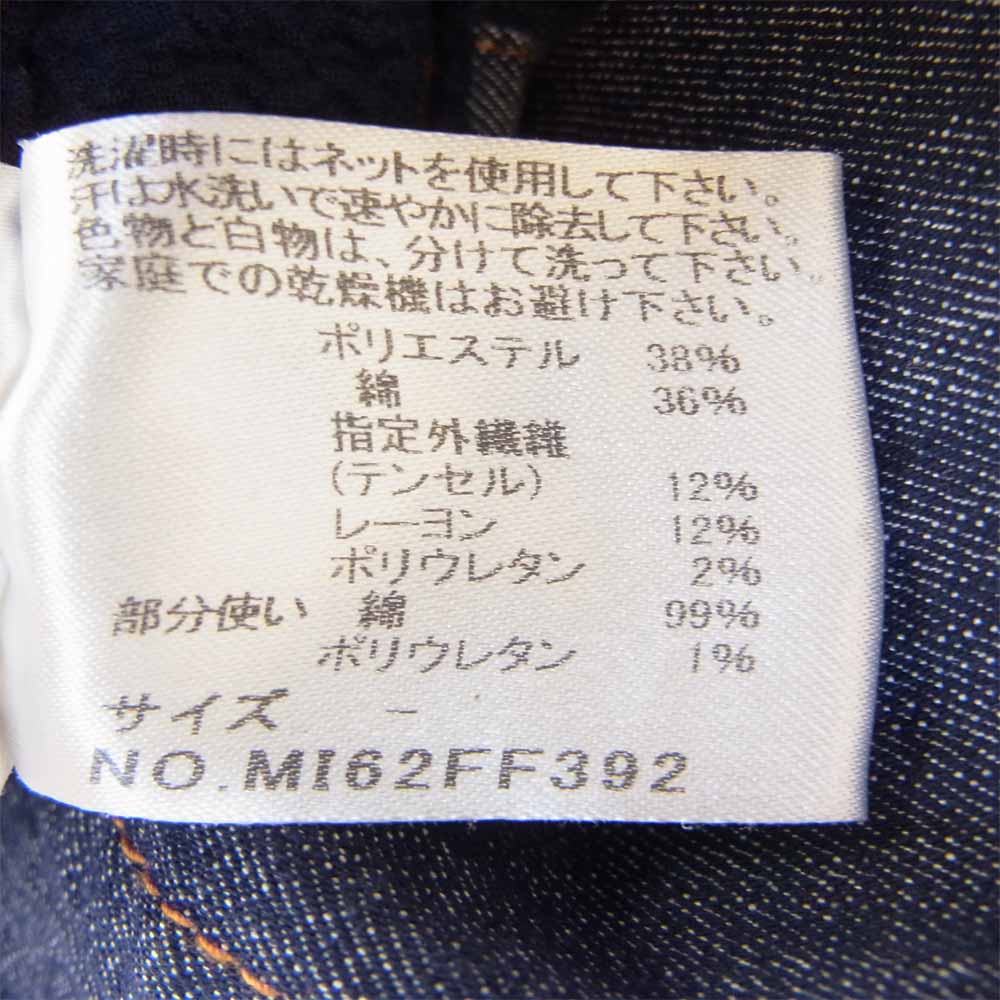 洗濯時にはネットを使用して下さい。
汗は水洗いで速やかに除去して下さい。
色物と白物は、分けて洗って下さい。
家庭での乾燥機はお避け下さい。
ポリエステル 38%
綿 36%
指定外繊維
(テンセル) 12%
レーヨン 12%
ポリウレタン 2%
部分使い 綿 99%
ポリウレタン 1%
サイズ -
NO.MI62FF392